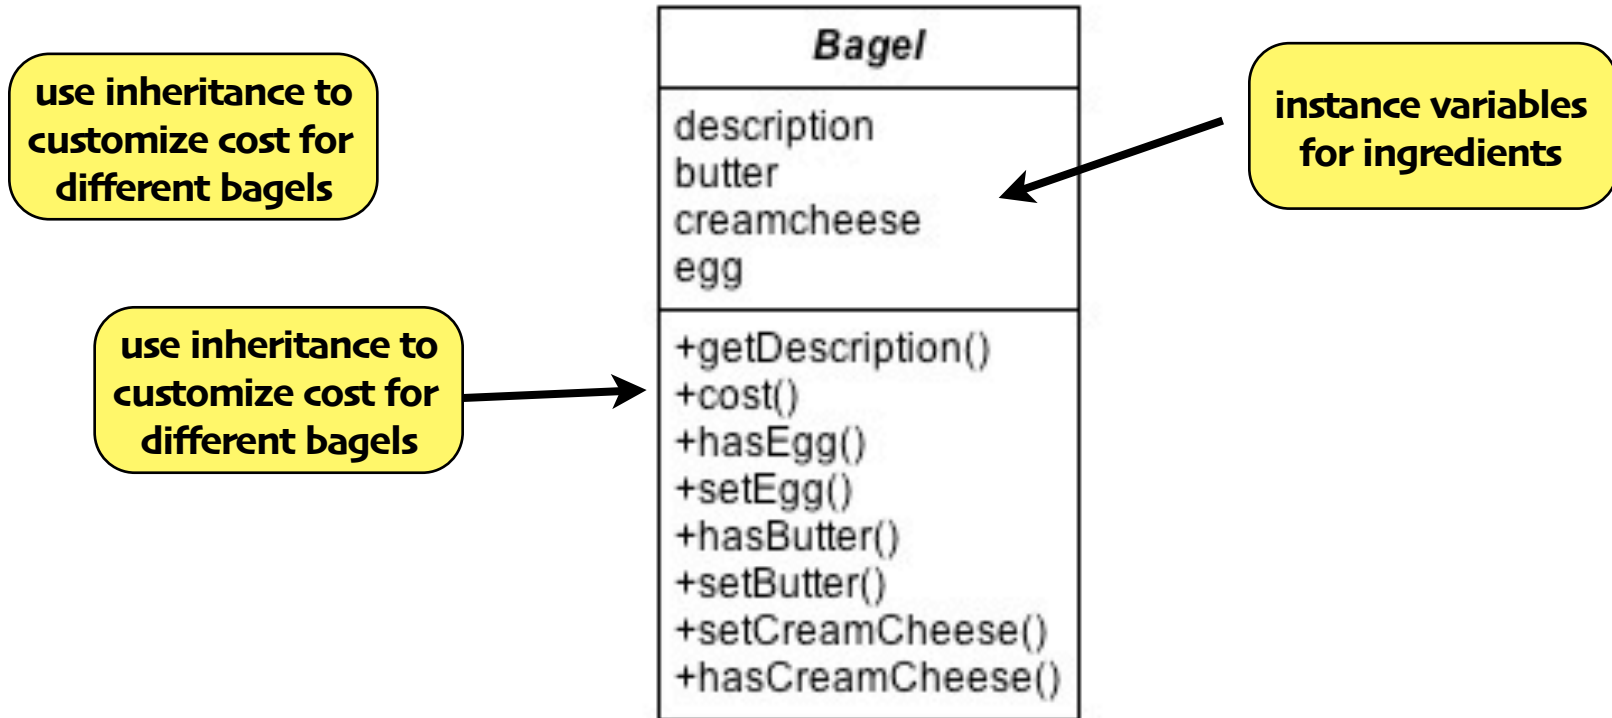 use inheritance to
customize cost for
different bagels
Bagel
description
butter
creamcheese
egg
instance variables
for ingredients
use inheritance to
customize cost for
different bagels
+getDescription()
+cost()
+hasEgg()
+setEgg()
+hasButter()
+setButter()
+setCreamCheese()
+hasCreamCheese()